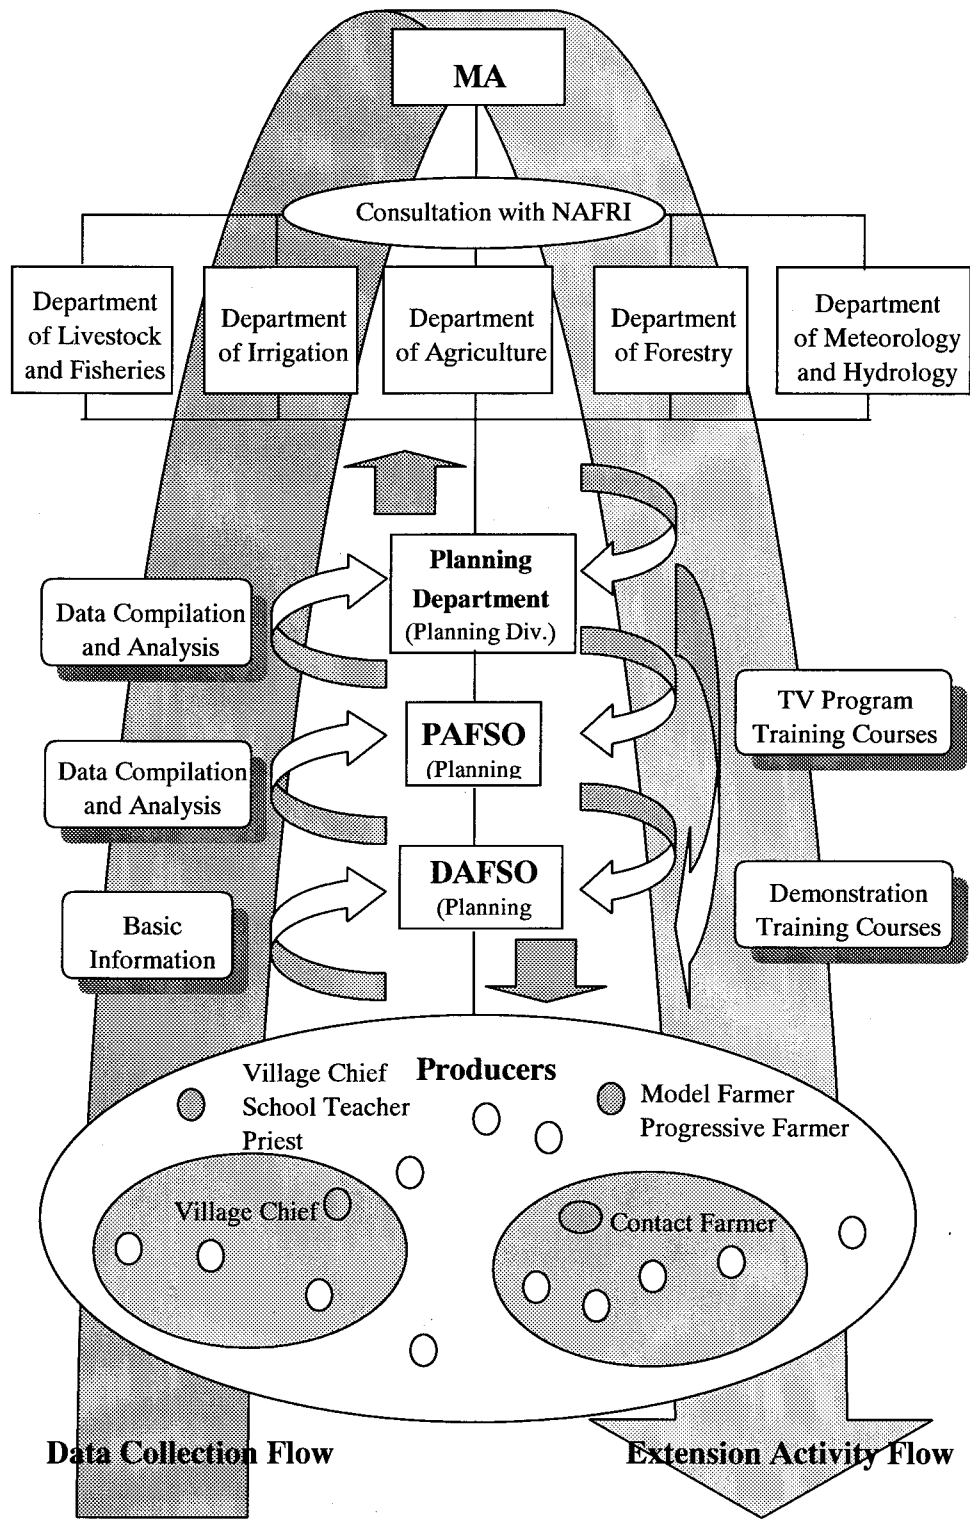 MA
Consultation with NAFRI
Department
of Livestock
and Fisheries
Department
of Irrigation
Department
of Agriculture
Department
of Forestry
Department
of Meteorology
and Hydrology
Planning
Department
(Planning Div.)
Data Compilation
and Analysis
TV Program
Training Courses
PAFSO
(Planning
Data Compilation
and Analysis
DAFSO
(Planning
Demonstration
Training Courses
Basic
Information
Producers
Village Chief
School Teacher
Priest
Model Farmer
Progressive Farmer
Village Chief
Contact Farmer
Data Collection Flow
Extension Activity Flow